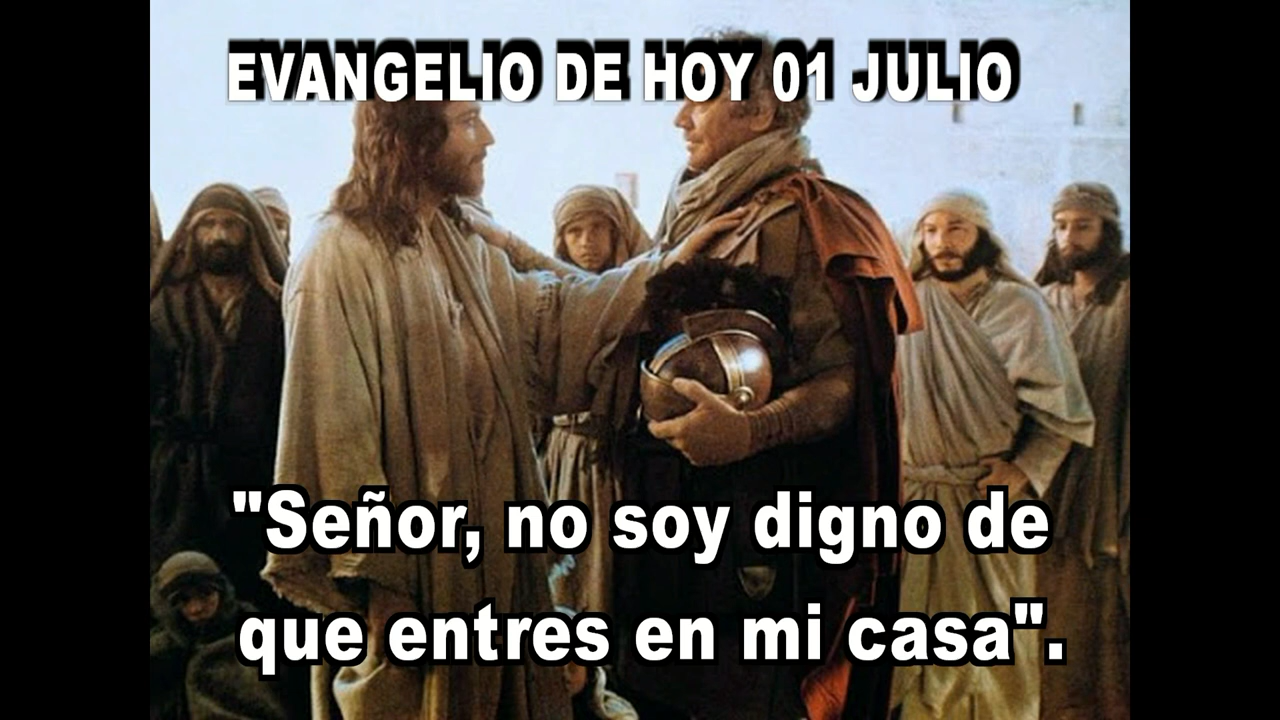 EVANGELIO DE HOY 01 JULIO
"Señor, no soy digno de
que entres en mi casa".